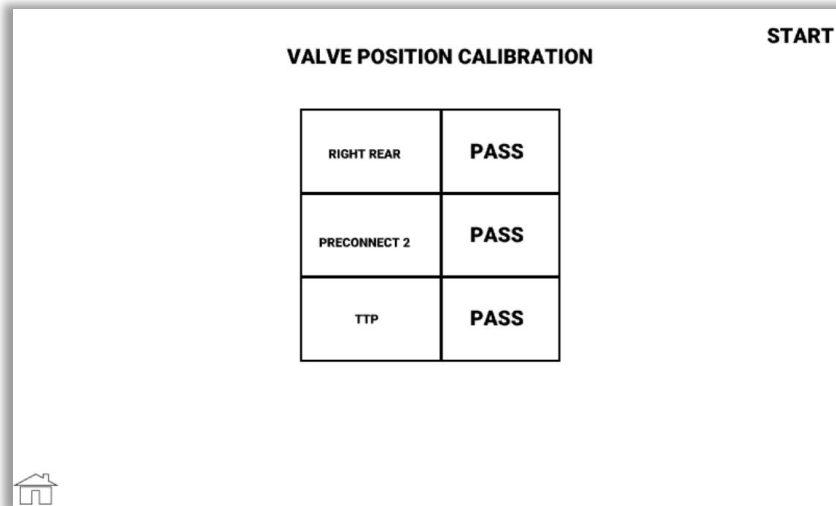 START
VALVE POSITION CALIBRATION
RIGHT REAR PASS
PRECONNECT 2 PASS
TTP PASS